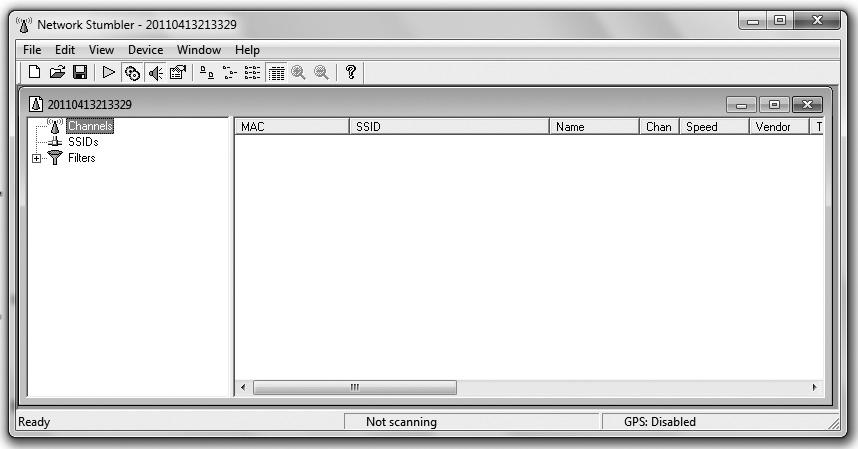 Network Stumbler - 20110413213329
File Edit View Device Window Help
20110413213329
Channels
SSIDs
Filters
MAC SSID Name Chan Speed Vendor T
Ready Not scanning GPS: Disabled